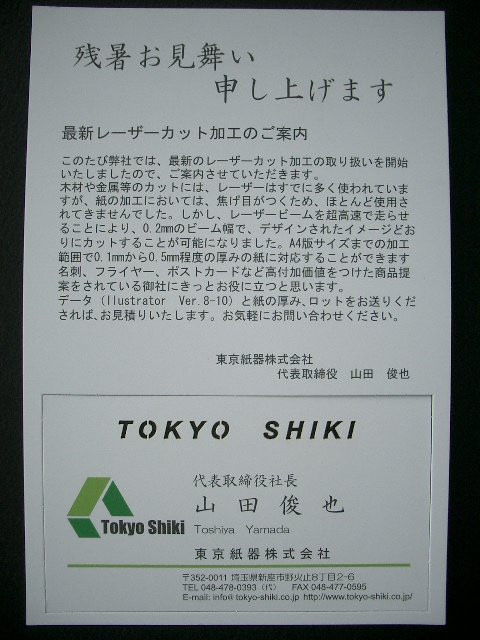 残暑お見舞い
申し上げます
最新レーザーカット加工のご案内
このたび弊社では、最新のレーザーカット加工の取り扱いを開始
いたしましたので、ご案内させていただきます。
木材や金属等のカットには、レーザーはすでに多く使われていま
すが、紙の加工においては、焦げ目がつくため、ほとんど使用さ
れてきませんでした。しかし、レーザービームを超高速で走らせ
ることにより、0.2mmのビーム幅で、デザインされたイメージどお
りにカットすることが可能になりました。A4版サイズまでの加工
範囲で0.1mmから0.5mm程度の厚みの紙に対応することができます
名刺、フライヤー、ポストカードなど高付加価値をつけた商品提
案をされている御社にきっとお役に立つと思います。
データ（Ilustrator Ver.8-10）と紙の厚み、ロットをお送りくだ
されば、お見積りいたします。お気軽にお問い合わせください。
東京紙器株式会社
代表取締役 山田 俊也
TOKYO SHIKI
代表取締役社長
山田俊也
Tokyo Shiki
Toshiya Yamada
東京紙器株式会社
〒352-0011 埼玉県新座市野火止8丁目2-6
TEL 048-478-0393（代） FAX 048-477-0595
E-mail: info@tokyo-shiki.co.jp http://www.tokyo-shiki.co.jp/